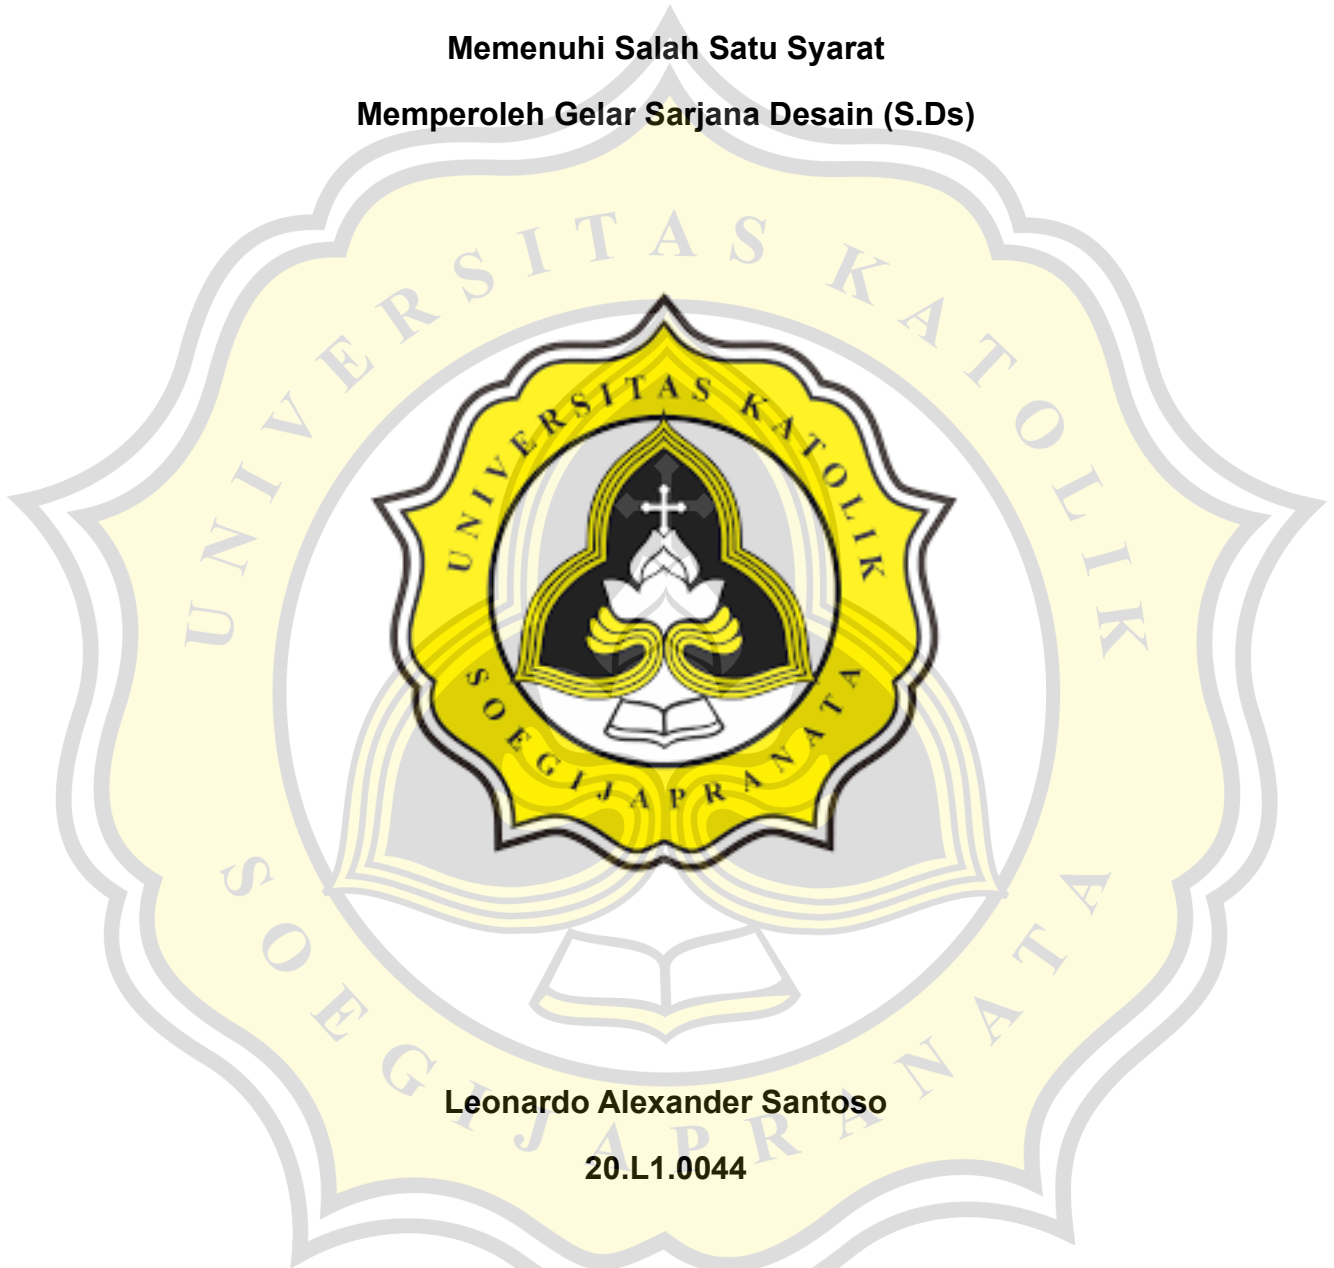 Memenuhi Salah Satu Syarat
Memperoleh Gelar Sarjana Desain (S.Ds)
UNIVERSITAS KATOLIK
SOEGIJAPRANATA
UNIVERSITAS KATOLIK
SOEGIJAPRANATA
Leonardo Alexander Santoso
20.L1.0044